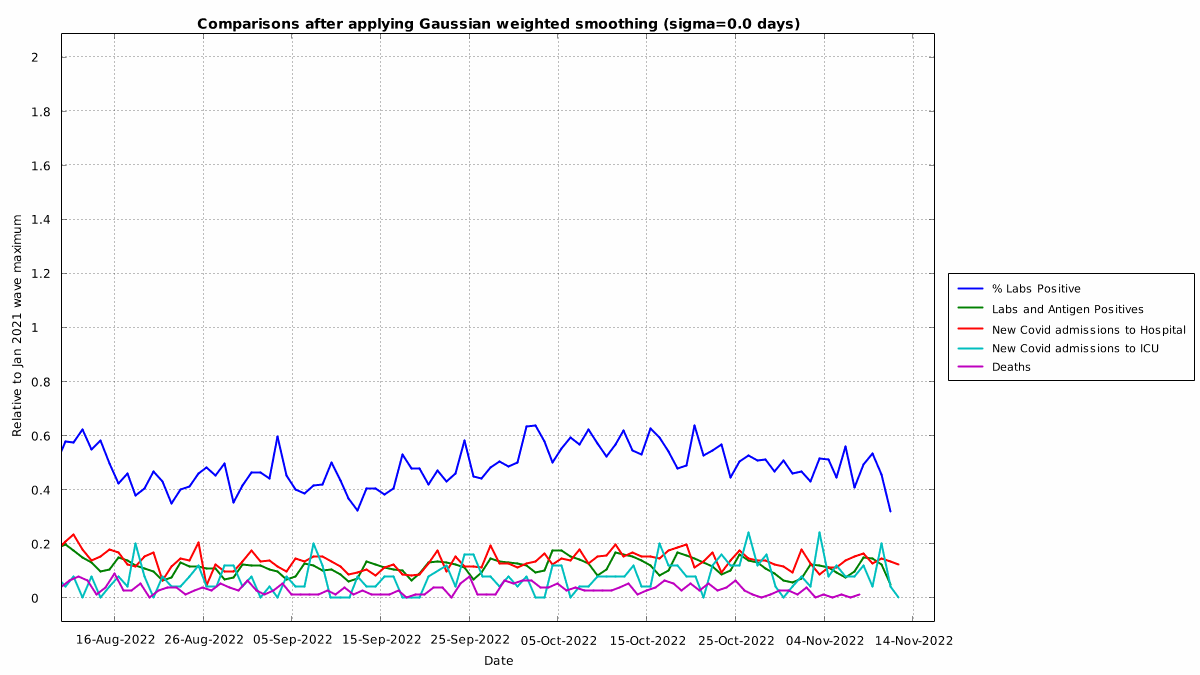 Comparisons after applying Gaussian weighted smoothing (sigma=0.0 days)
Relative to Jan 2021 wave maximum
2
1.8
1.6
1.4
1.2
1
0.8
0.6
0.4
0.2
0
16-Aug-2022 26-Aug-2022 05-Sep-2022 15-Sep-2022 25-Sep-2022 05-Oct-2022 15-Oct-2022 25-Oct-2022 04-Nov-2022 14-Nov-2022
Date
% Labs Positive
Labs and Antigen Positives
New Covid admissions to Hospital
New Covid admissions to ICU
Deaths